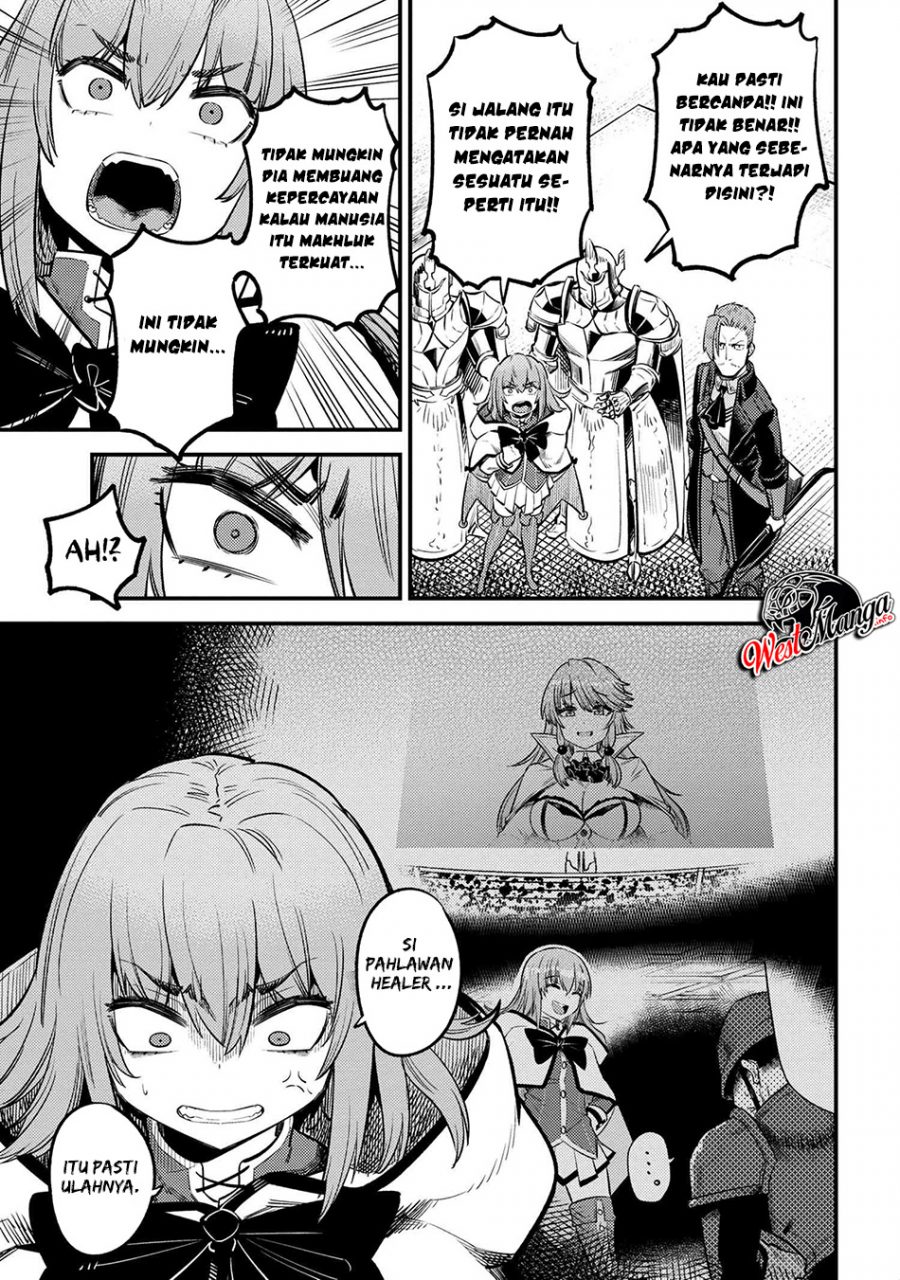 KAU PASTI
BERCANDA!! INI
TIDAK BENAR!!
APA YANG SEBE-
NARNYA TERJADI
DISINI?!
SI JALANG ITU
TIDAK PERNAH
MENGATAKAN
SESUATU SE-
PERTI ITU!!
TIDAK MUNGKIN
DIA MEMBUANG
KEPERCAYAAN
KALAU MANUSIA
ITU MAKHLUK
TERKUAT...
INI TIDAK
MUNGKIN...
AH!?
WestManga
.info
SI
PAHLAWAN
HEALER...
...
ITU PASTI
ULAHNYA.